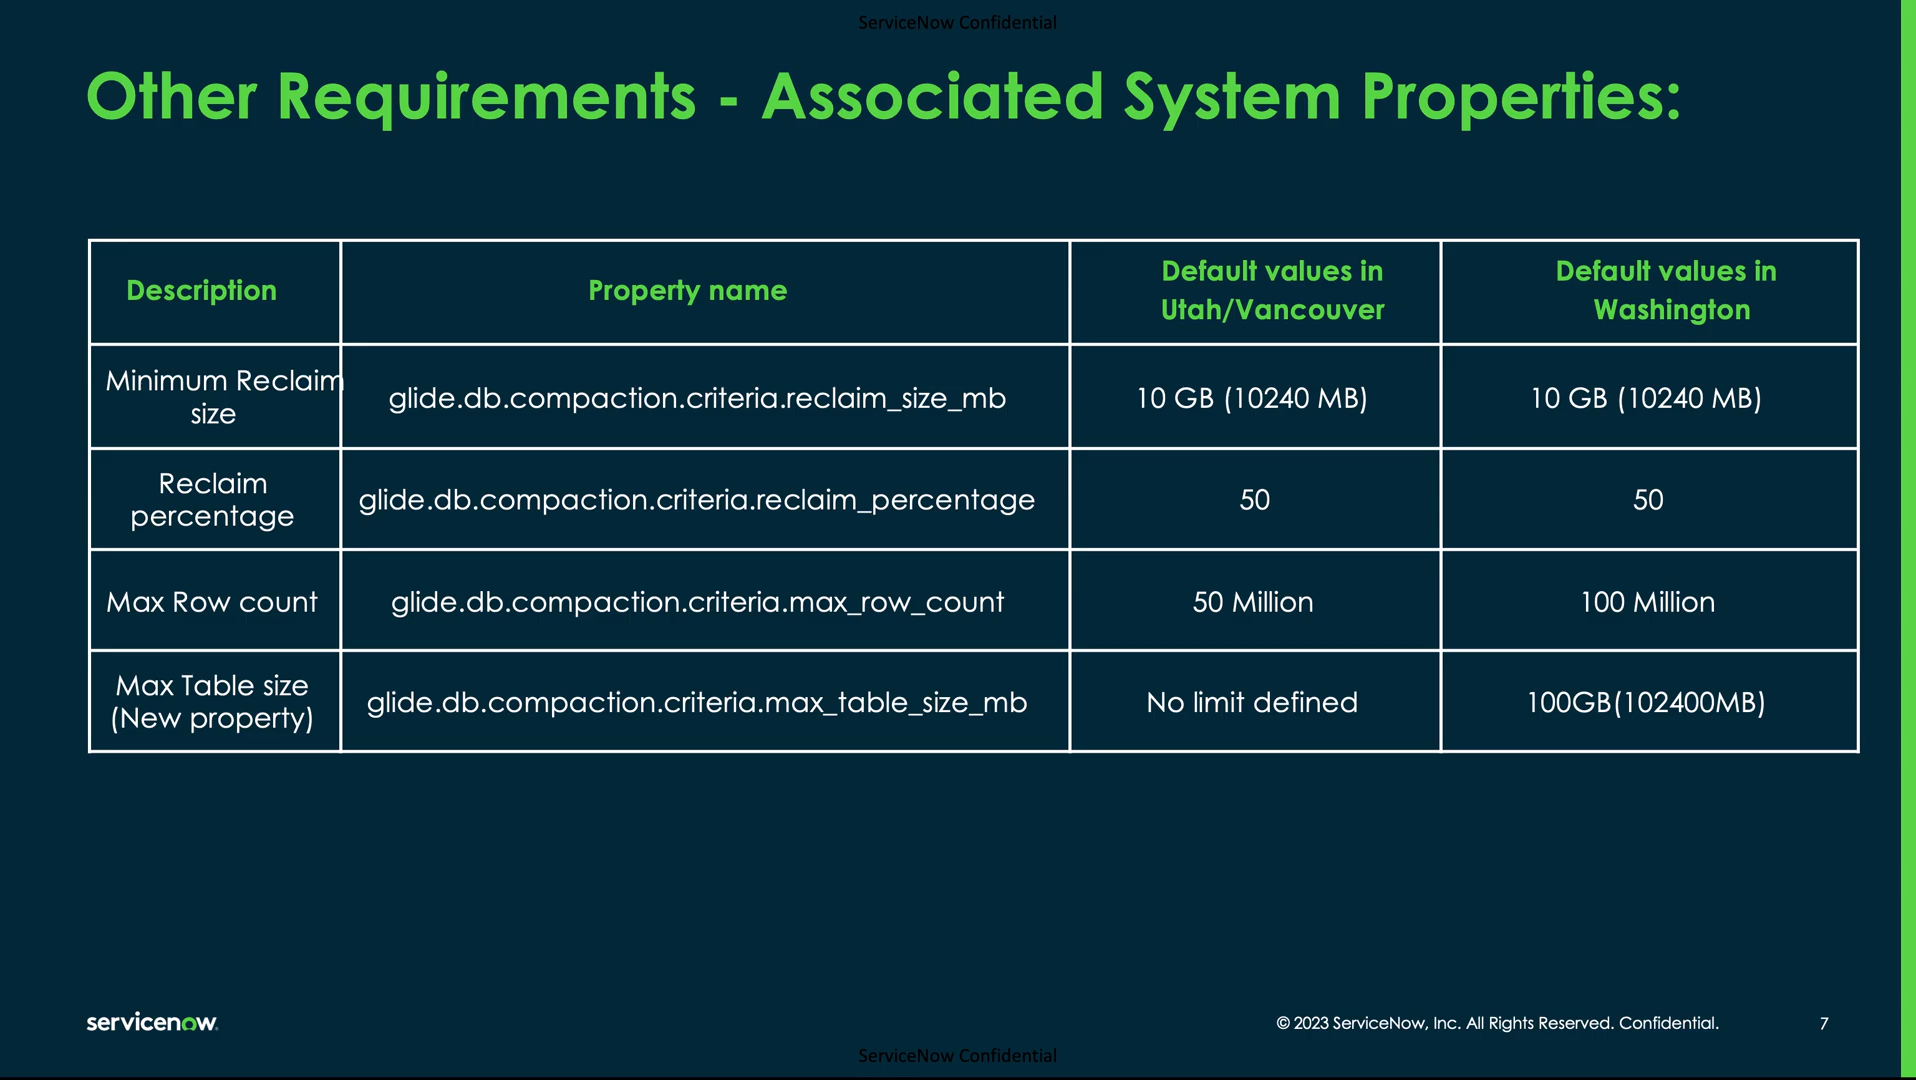 ServiceNow Confidential
Other Requirements - Associated System Properties:
Description
Property name
Default values in
Utah/Vancouver
Default values in
Washington
Minimum Reclaim
size
glide.db.compaction.criteria.reclaim_size_mb
10 GB (10240 MB)
10 GB (10240 MB)
Reclaim
percentage
glide.db.compaction.criteria.reclaim_percentage
50
50
Max Row count
glide.db.compaction.criteria.max_row_count
50 Million
100 Million
Max Table size
(New property)
glide.db.compaction.criteria.max_table_size_mb
No limit defined
100GB(102400MB)
servicenow
© 2023 ServiceNow, Inc. All Rights Reserved. Confidential.
7
ServiceNow Confidential